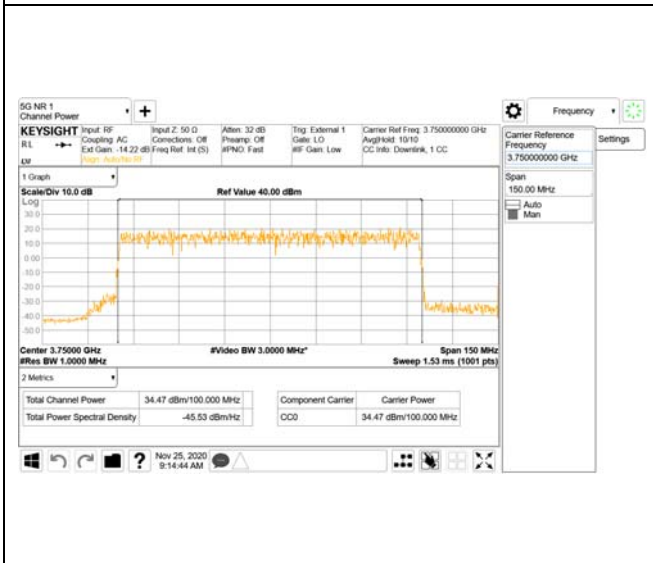 5G NR 1
Channel Power
Frequency
KEYSIGHT Input: RF Input Z: 50 Ω Atten: 32 dB Trig: External 1 Carrier Ref Freq: 3.750000000 GHz
RL Coupling: AC Corrections: Off Preamp: Off Gate: LO Avg|Hold: 10/10
Ext Gain: -14.22 dB Freq Ref: Int (S) #PNO: Fast #IF Gain: Low CC Info: Downlink, 1 CC
Align: Auto/No RF
Carrier Reference
Frequency
3.750000000 GHz
Settings
Span
150.00 MHz
Auto
Man
1 Graph
Scale/Div 10.0 dB Ref Value 40.00 dBm
Log
30.0
20.0
10.0
0.00
-10.0
-20.0
-30.0
-40.0
-50.0
Center 3.75000 GHz #Video BW 3.0000 MHz* Span 150 MHz
#Res BW 1.0000 MHz Sweep 1.53 ms (1001 pts)
2 Metrics
Total Channel Power 34.47 dBm/100.000 MHz Component Carrier Carrier Power
Total Power Spectral Density -45.53 dBm/Hz CC0 34.47 dBm/100.000 MHz
? Nov 25, 2020
9:14:44 AM